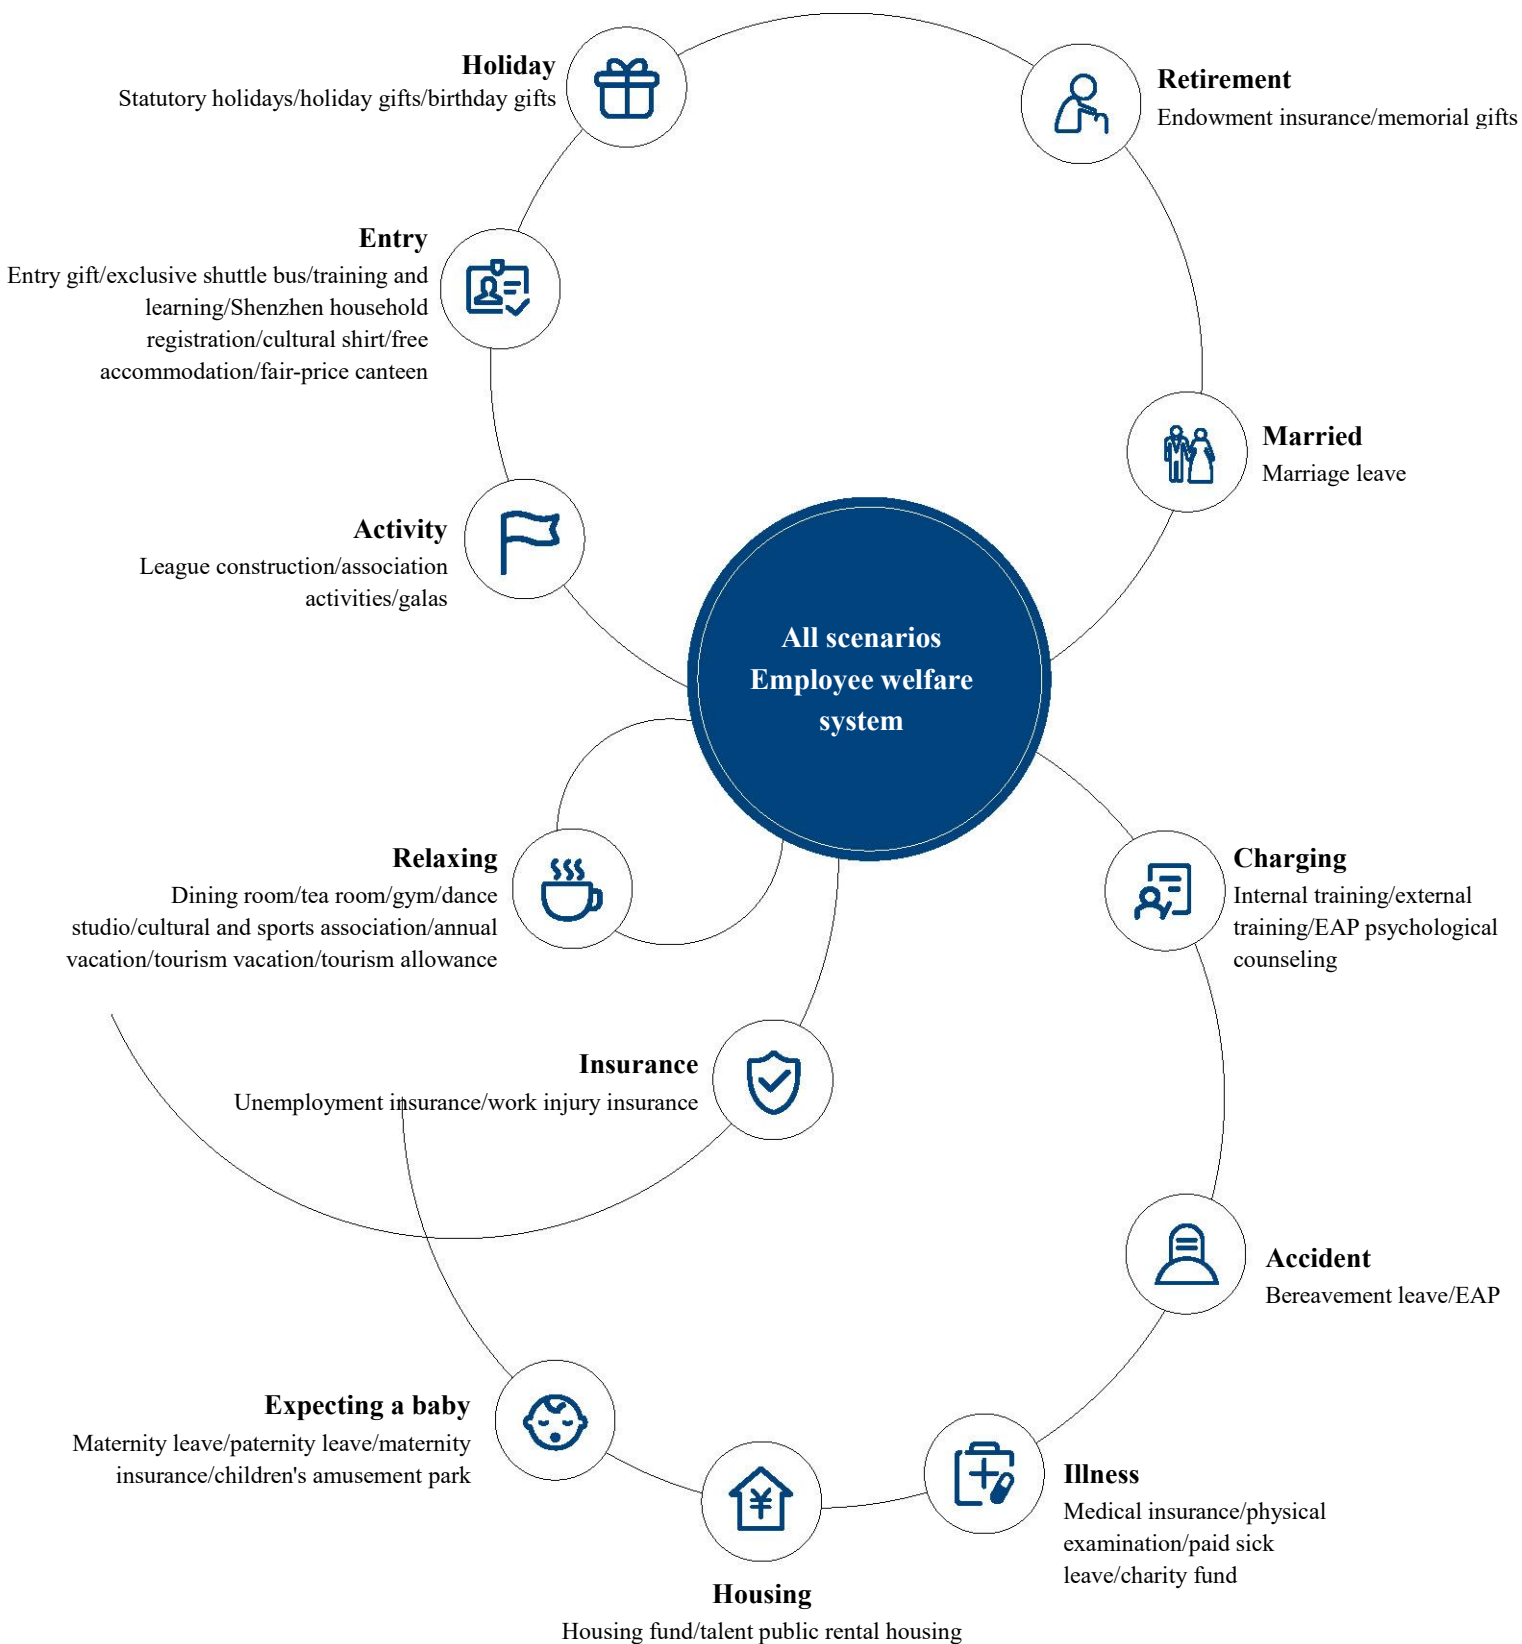 Holiday
Statutory holidays/holiday gifts/birthday gifts
Retirement
Endowment insurance/memorial gifts
Entry
Entry gift/exclusive shuttle bus/training and
learning/Shenzhen household
registration/cultural shirt/free
accommodation/fair-price canteen
Married
Marriage leave
Activity
League construction/association
activities/galas
All scenarios
Employee welfare
system
Relaxing
Dining room/tea room/gym/dance
studio/cultural and sports association/annual
vacation/tourism vacation/tourism allowance
Charging
Internal training/external
training/EAP psychological
counseling
Insurance
Unemployment insurance/work injury insurance
Accident
Bereavement leave/EAP
Expecting a baby
Maternity leave/paternity leave/maternity
insurance/children's amusement park
¥
Illness
Medical insurance/physical
examination/paid sick
leave/charity fund
Housing
Housing fund/talent public rental housing